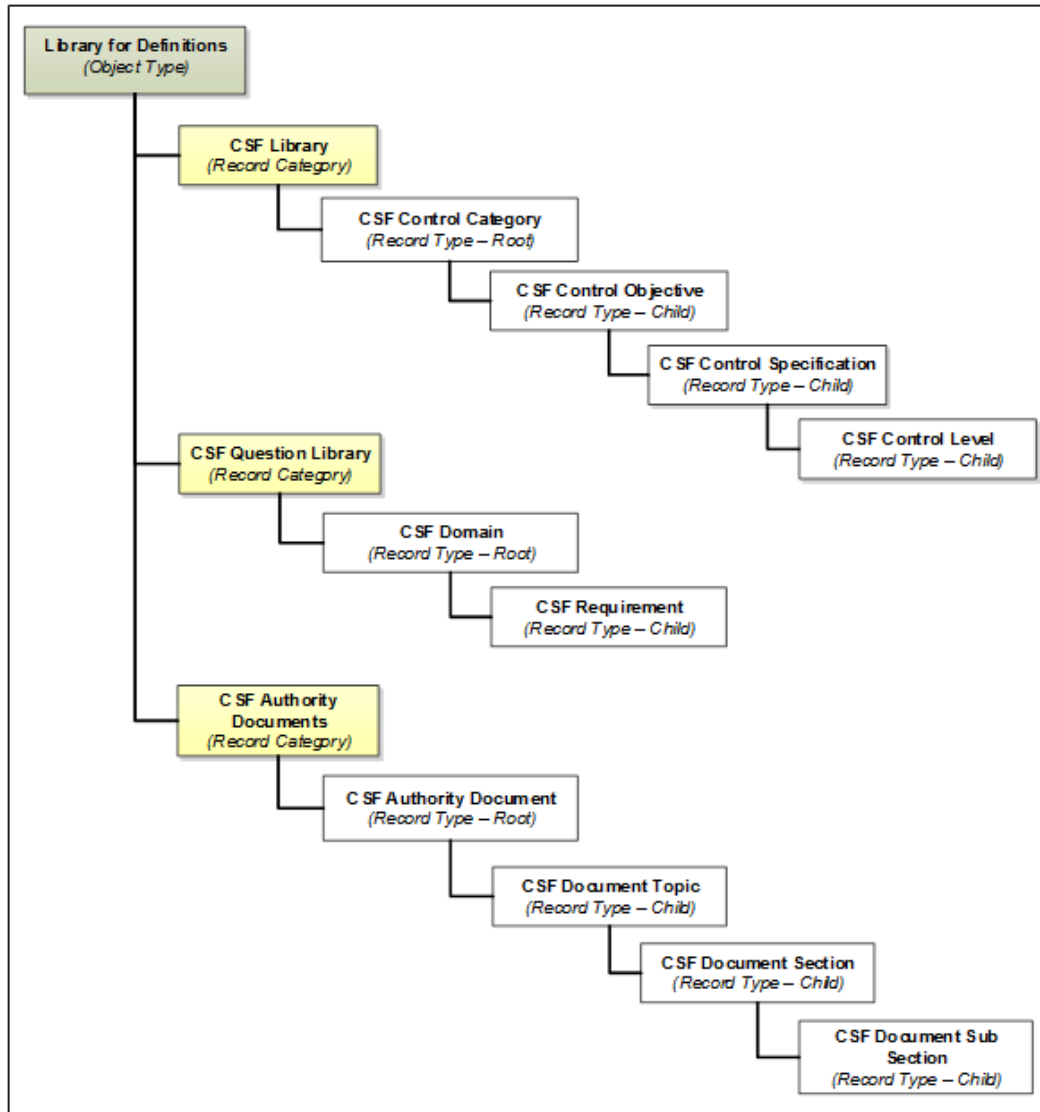 Library for Definitions
(Object Type)
CSF Library
(Record Category)
CSF Control Category
(Record Type – Root)
CSF Control Objective
(Record Type – Child)
CSF Control Specification
(Record Type – Child)
CSF Control Level
(Record Type – Child)
CSF Question Library
(Record Category)
CSF Domain
(Record Type – Root)
CSF Requirement
(Record Type – Child)
CSF Authority
Documents
(Record Category)
CSF Authority Document
(Record Type – Root)
CSF Document Topic
(Record Type – Child)
CSF Document Section
(Record Type – Child)
CSF Document Sub
Section
(Record Type – Child)